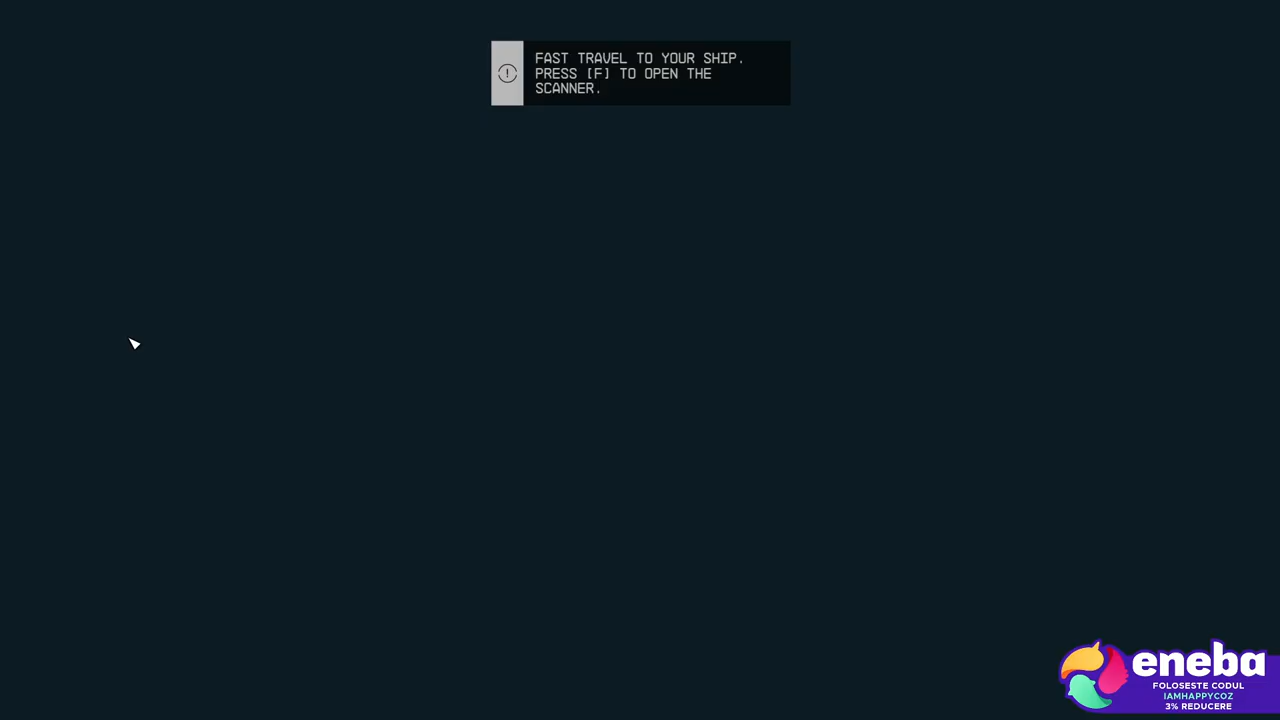 FAST TRAVEL TO YOUR SHIP.
PRESS [F] TO OPEN THE
SCANNER.
eneba
FOLOSESTE CODUL
IAMHAPPYCOZ
3% REDUCERE